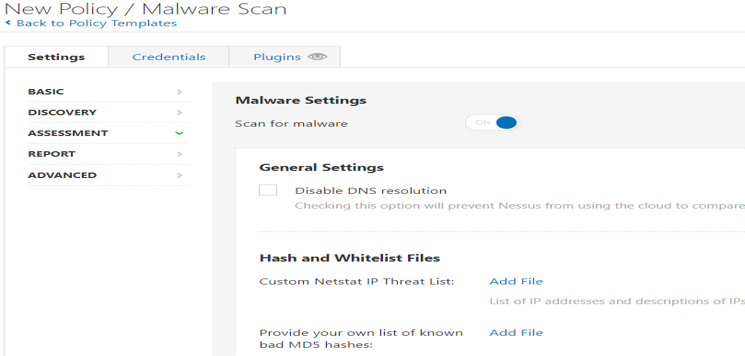 New Policy / Malware Scan
Back to Policy Templates
Settings Credentials Plugins
BASIC
DISCOVERY
ASSESSMENT
REPORT
ADVANCED
Malware Settings
Scan for malware ON
General Settings
Disable DNS resolution
Checking this option will prevent Nessus from using the cloud to compare
Hash and Whitelist Files
Custom Netstat IP Threat List: Add File
List of IP addresses and descriptions of IPs
Provide your own list of known Add File
bad MD5 hashes: